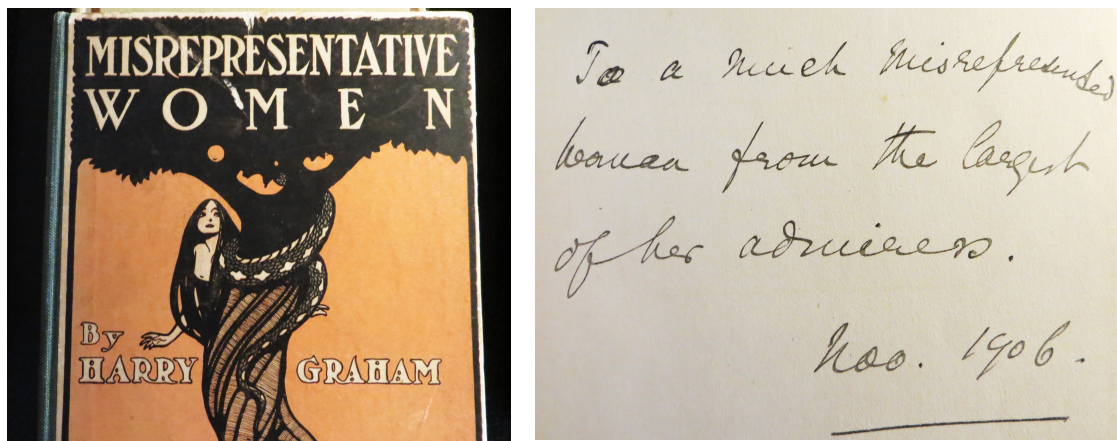 MISREPRESENTATIVE
WOMEN
By
HARRY GRAHAM
To a much Misrepresented
woman from the largest
of her admirers.
Nov. 1906.